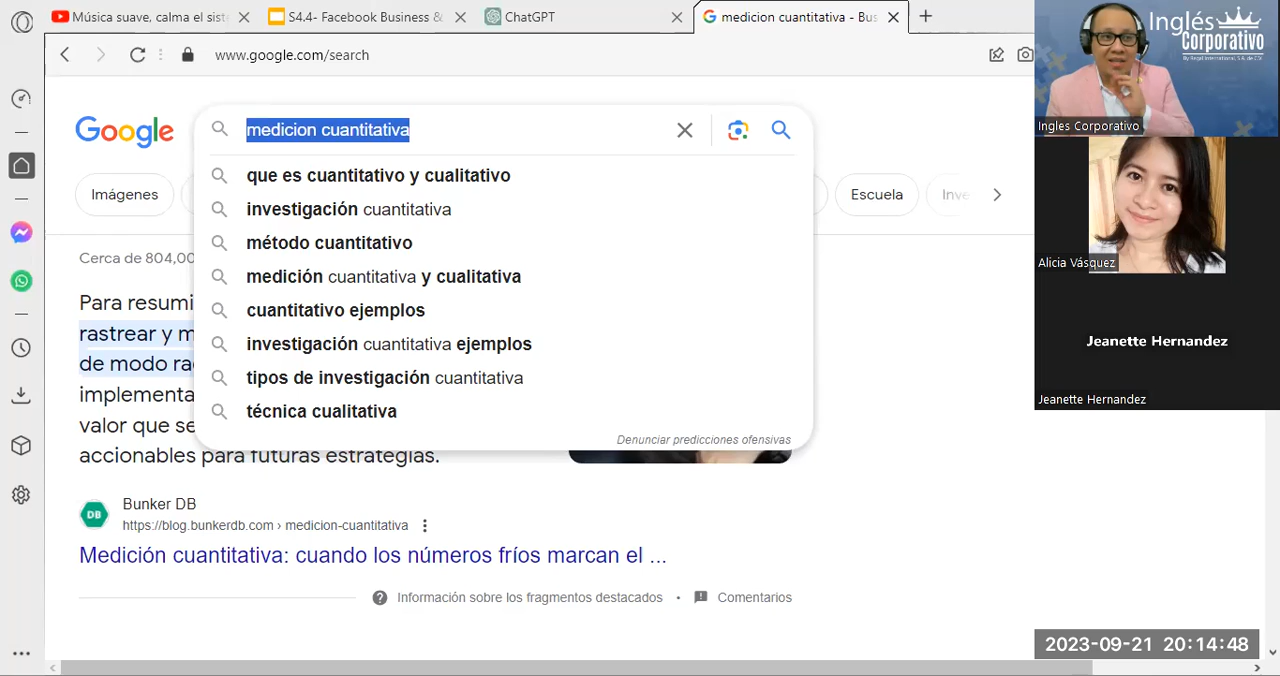 Música suave, calma el sist
S4.4- Facebook Business &
ChatGPT
medicion cuantitativa - Bus
www.google.com/search
Google
medicion cuantitativa
que es cuantitativo y cualitativo
investigación cuantitativa
método cuantitativo
medición cuantitativa y cualitativa
cuantitativo ejemplos
investigación cuantitativa ejemplos
tipos de investigación cuantitativa
técnica cualitativa
Denunciar predicciones ofensivas
Imágenes
Escuela
Inve
Cerca de 804,00
Para resumi
rastrear y m
de modo rac
implementa
valor que se
accionables para futuras estrategias.
DB
Bunker DB
https://blog.bunkerdb.com › medicion-cuantitativa
Medición cuantitativa: cuando los números fríos marcan el ...
Información sobre los fragmentos destacados • Comentarios
Inglés
Corporativo
Ingles Corporativo
Alicia Vásquez
Jeanette Hernandez
Jeanette Hernandez
2023-09-21 20:14:48